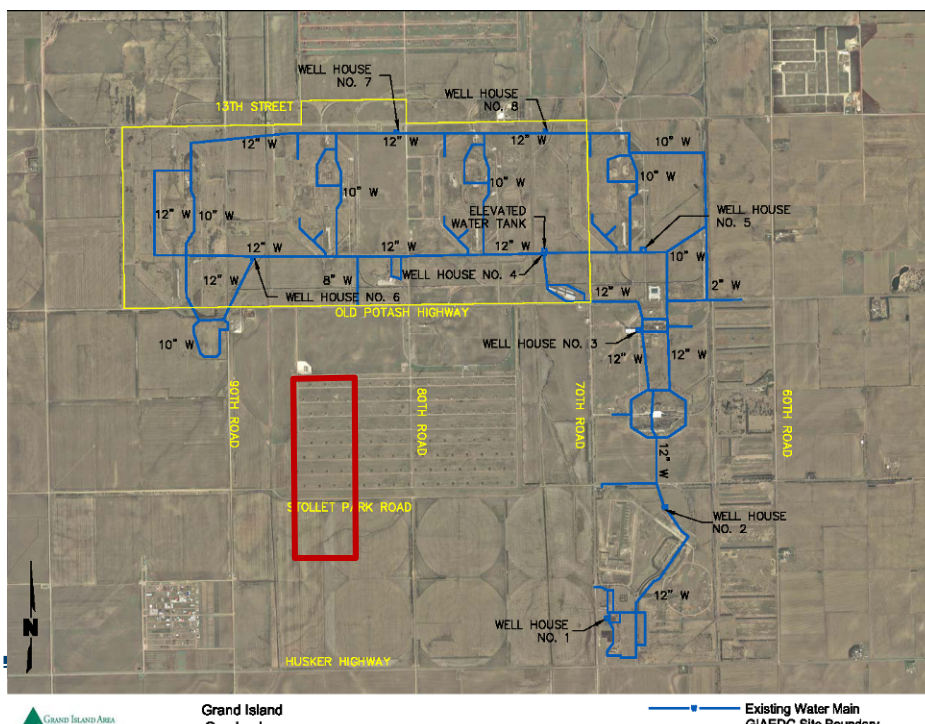 WELL HOUSE
NO. 7
WELL HOUSE
NO. 8
13TH STREET
12" W
12" W
12" W
10" W
10" W
10" W
10" W
12" W
10" W
ELEVATED
WATER TANK
WELL HOUSE
NO. 5
12" W
12" W
12" W
10" W
WELL HOUSE NO. 4
12" W
8" W
WELL HOUSE NO. 6
12" W
2" W
OLD POTASH HIGHWAY
10" W
WELL HOUSE NO. 3
12" W
12" W
90TH ROAD
80TH ROAD
70TH ROAD
60TH ROAD
12" W
STOLLET PARK ROAD
WELL HOUSE
NO. 2
12" W
WELL HOUSE
NO. 1
N
HUSKER HIGHWAY
GRAND ISLAND AREA
Grand Island
Existing Water Main
GIAEDC Site Boundary